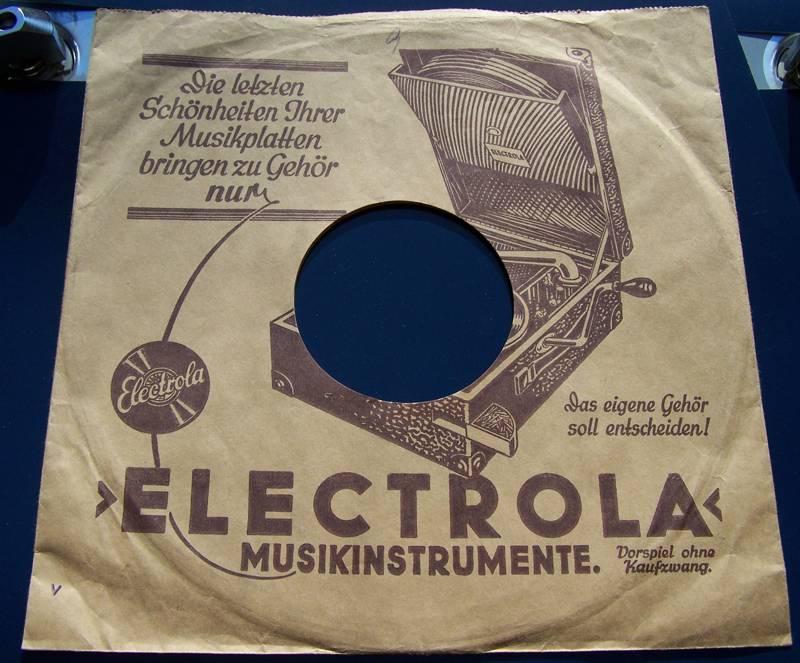 Die letzten
Schönheiten Ihrer
Musikplatten
bringen zu Gehör
nur
ELECTROLA
Electrola
Das eigene Gehör
soll entscheiden!
>ELECTROLA<
MUSIKINSTRUMENTE.
Vorspiel ohne
Kaufzwang.